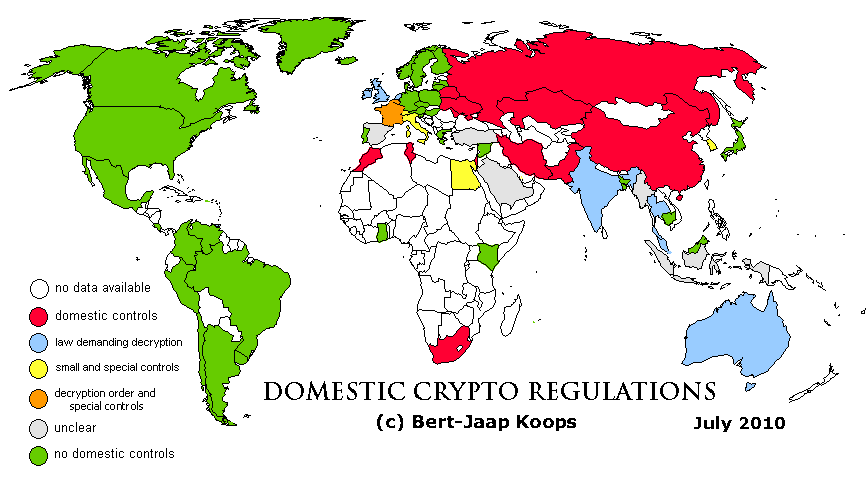 no data available
domestic controls
law demanding decryption
small and special controls
decryption order and
special controls
unclear
no domestic controls
DOMESTIC CRYPTO REGULATIONS
(c) Bert-Jaap Koops
July 2010